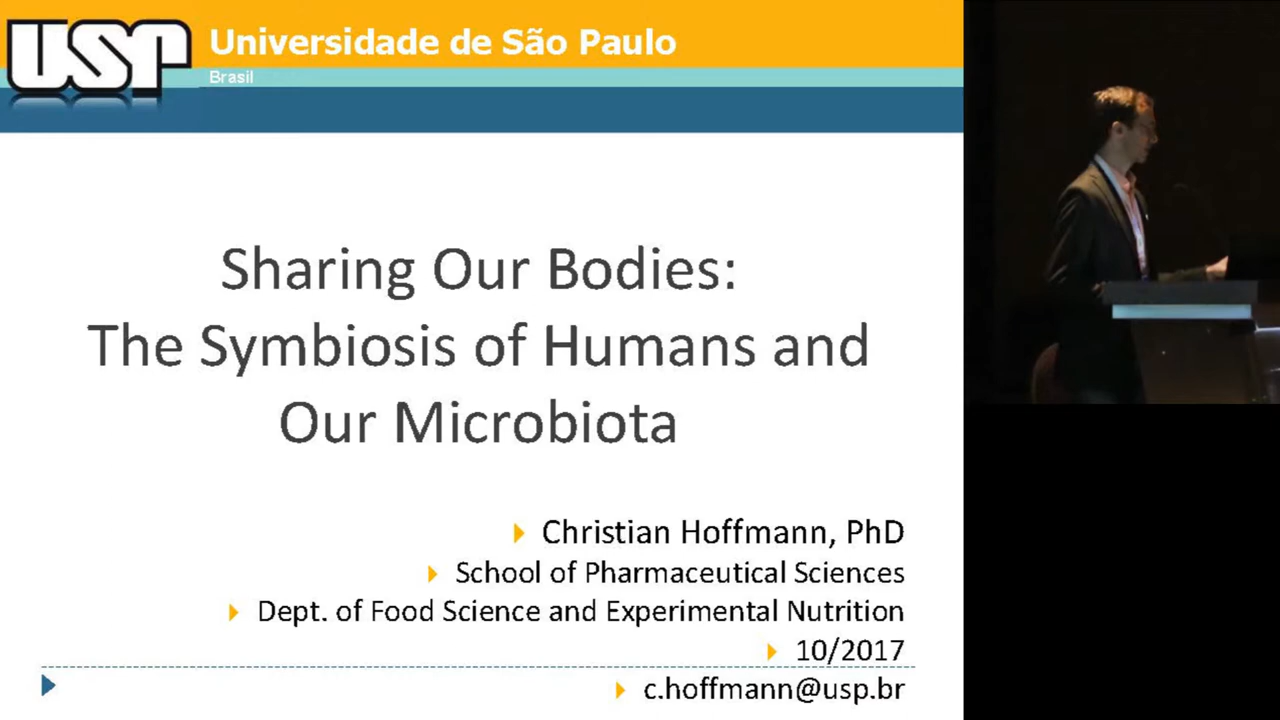 USP
Universidade de São Paulo
Brasil
Sharing Our Bodies:
The Symbiosis of Humans and
Our Microbiota
Christian Hoffmann, PhD
School of Pharmaceutical Sciences
Dept. of Food Science and Experimental Nutrition
10/2017
c.hoffmann@usp.br